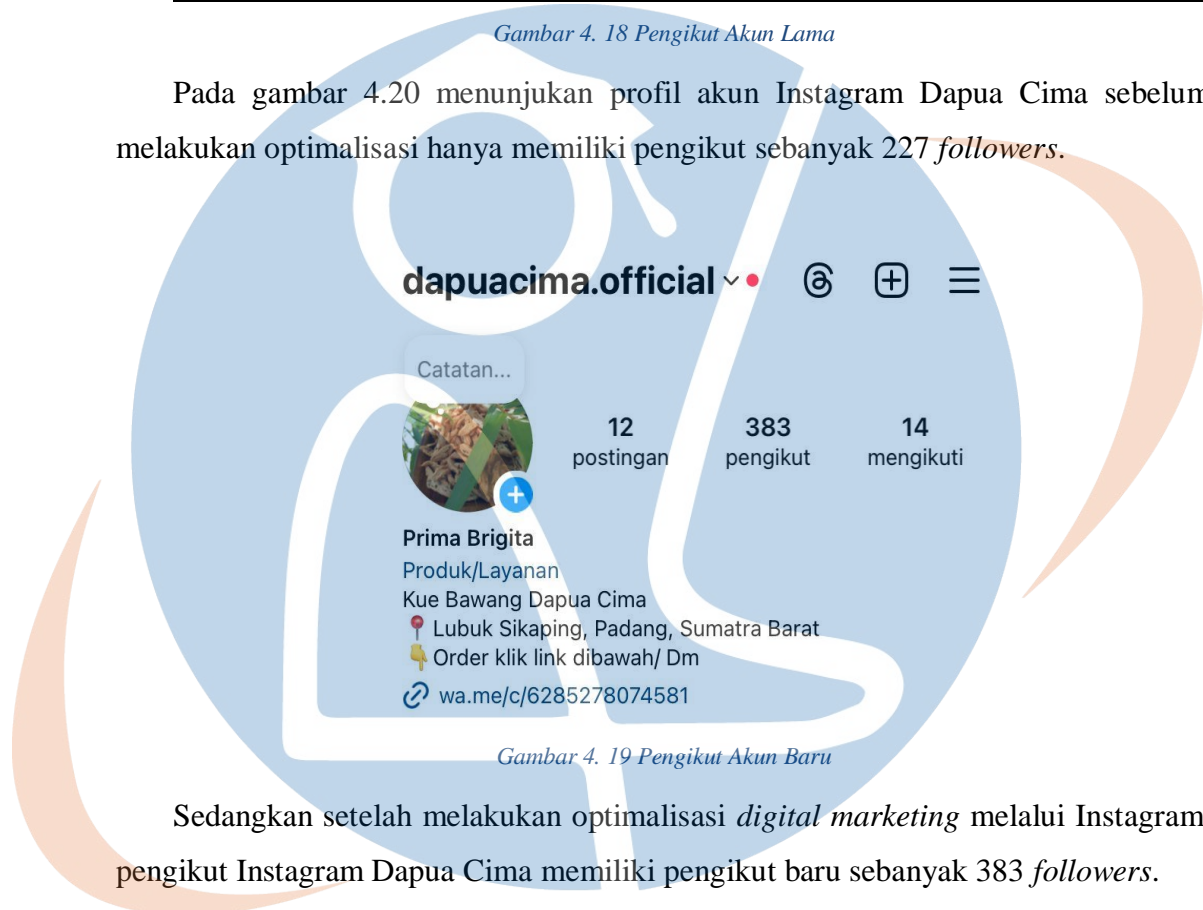 Gambar 4. 18 Pengikut Akun Lama
Pada gambar 4.20 menunjukan profil akun Instagram Dapua Cima sebelum
melakukan optimalisasi hanya memiliki pengikut sebanyak 227 followers.
dapuacima.official
Catatan...
12 383 14
postingan pengikut mengikuti
Prima Brigita
Produk/Layanan
Kue Bawang Dapua Cima
📍 Lubuk Sikaping, Padang, Sumatra Barat
👇Order klik link dibawah/ Dm
wa.me/c/6285278074581
Gambar 4. 19 Pengikut Akun Baru
Sedangkan setelah melakukan optimalisasi digital marketing melalui Instagram
pengikut Instagram Dapua Cima memiliki pengikut baru sebanyak 383 followers.